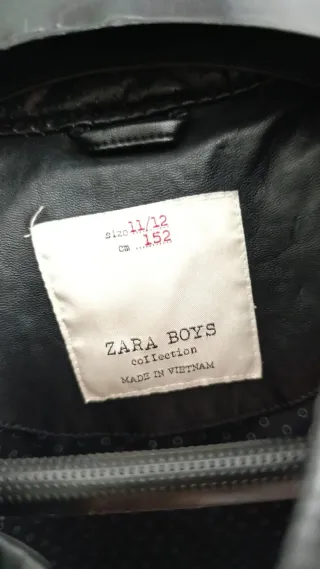 size 11/12
cm ...152
ZARA BOYS
collection
MADE IN VIETNAM